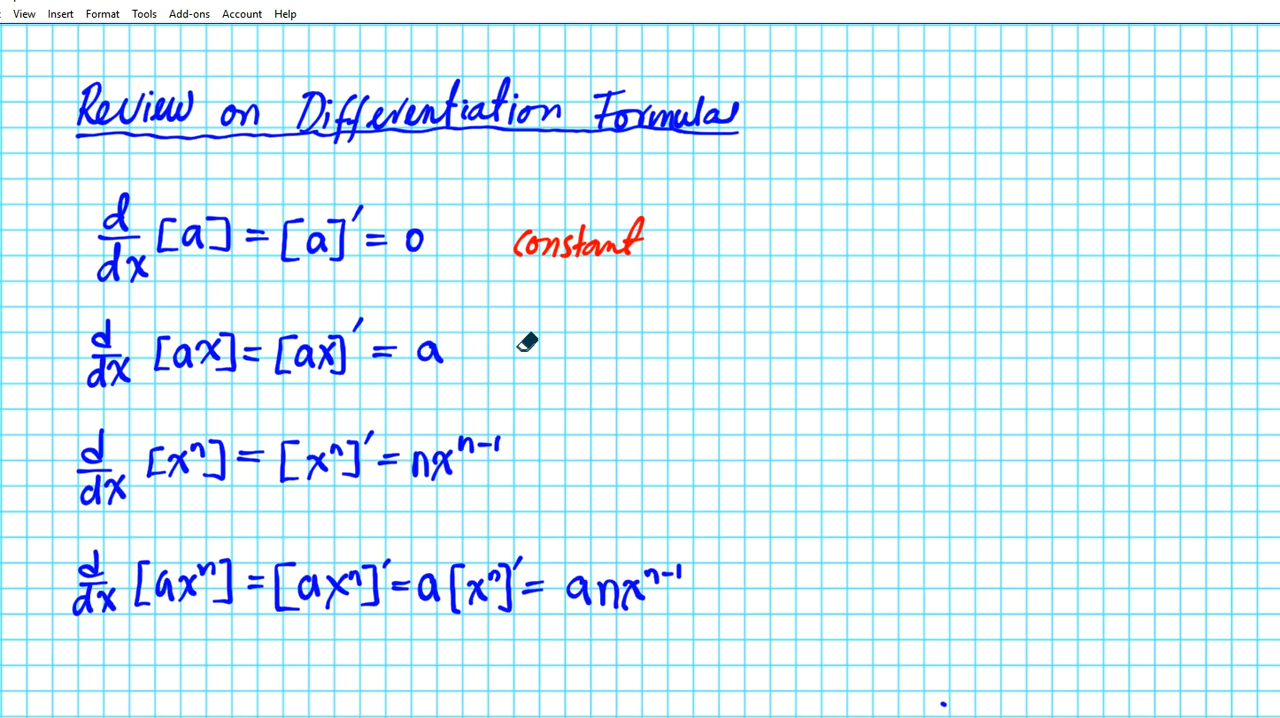 View Insert Format Tools Add-ons Account Help
Review on Differentiation Formulas
d/dx [a] = [a]' = 0 constant
d/dx [ax] = [ax]' = a
d/dx [xⁿ] = [xⁿ]' = nxⁿ⁻¹
d/dx [axⁿ] = [axⁿ]' = a[xⁿ]' = anxⁿ⁻¹